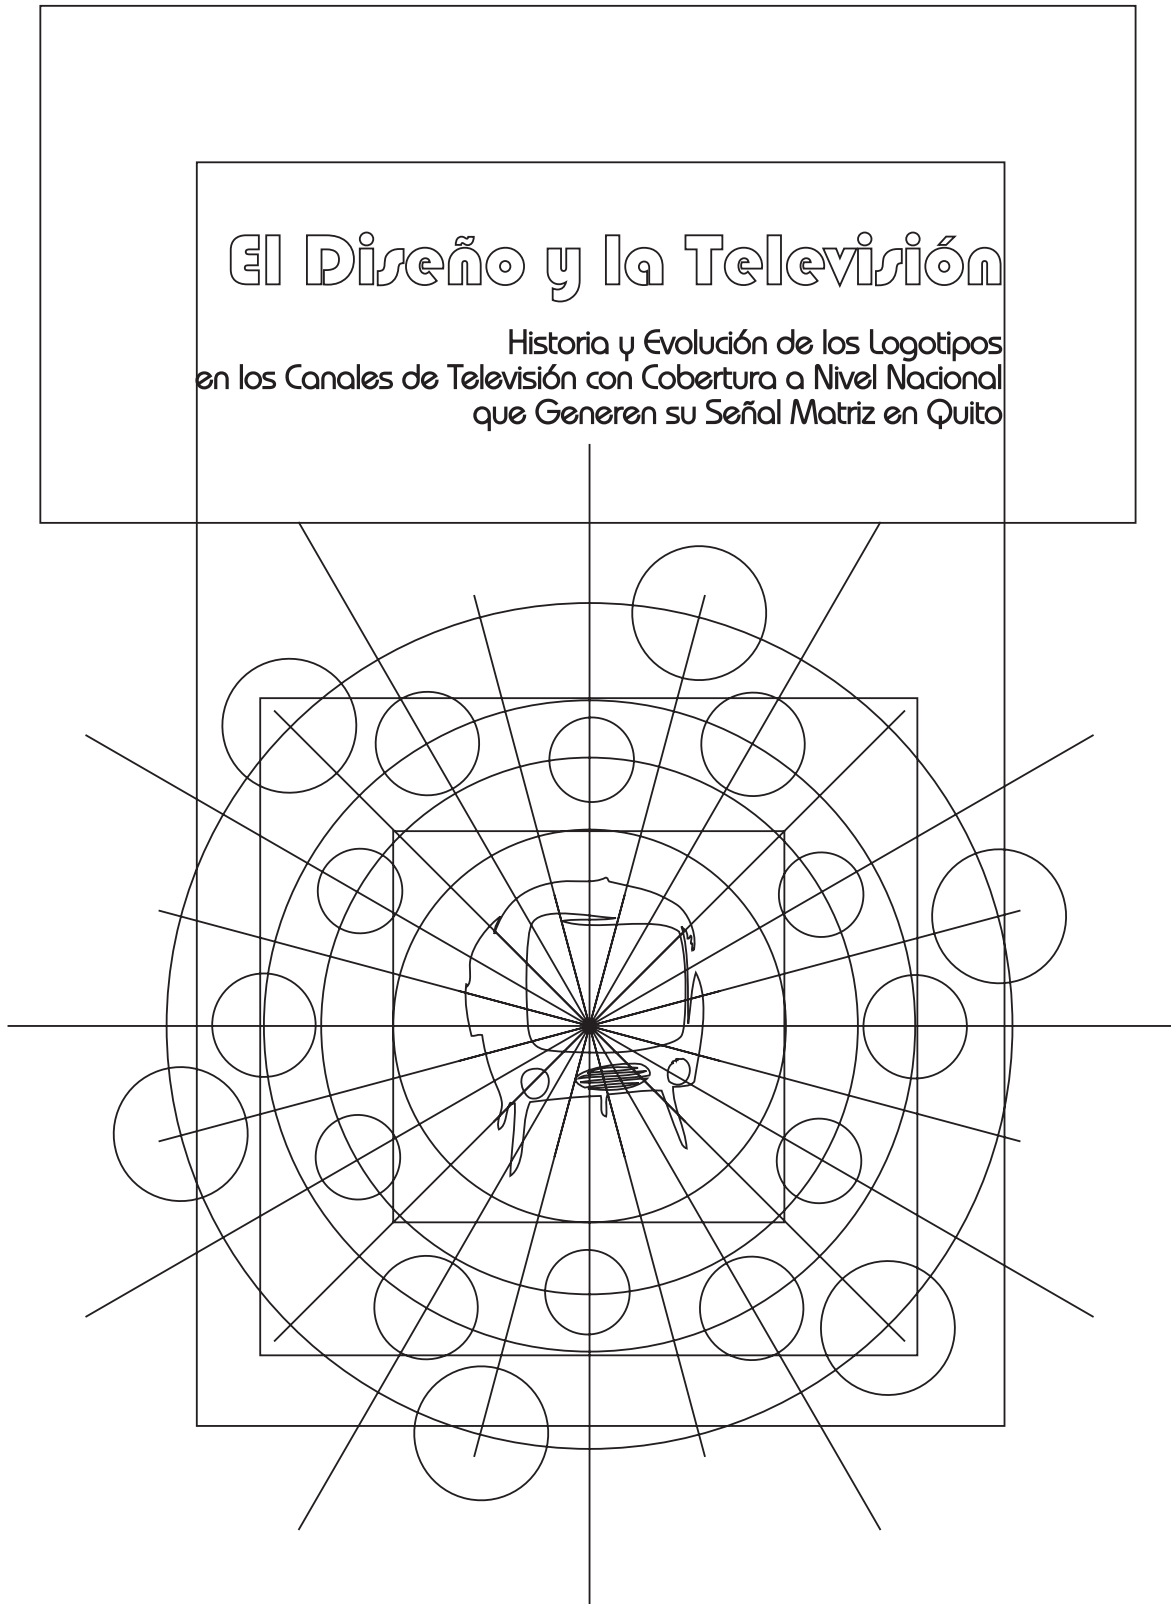 El Diseño y la Televisión
Historia y Evolución de los Logotipos
en los Canales de Televisión con Cobertura a Nivel Nacional
que Generen su Señal Matriz en Quito